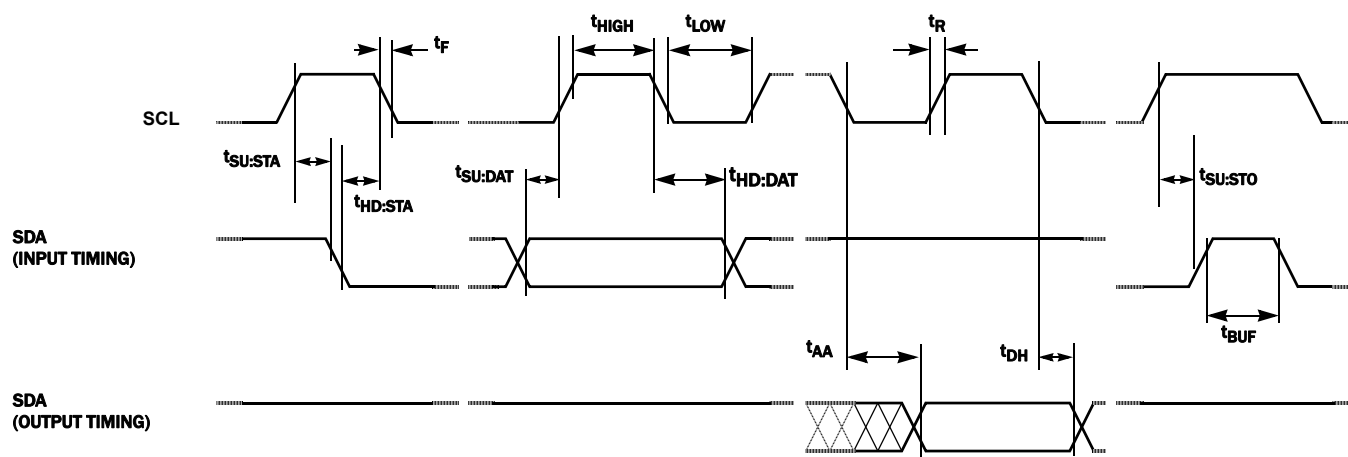 tHIGH
tLOW
tR
tF
SCL
tSU:STA
tSU:DAT
tHD:DAT
tSU:STO
tHD:STA
SDA
(INPUT TIMING)
tBUF
tAA
tDH
SDA
(OUTPUT TIMING)